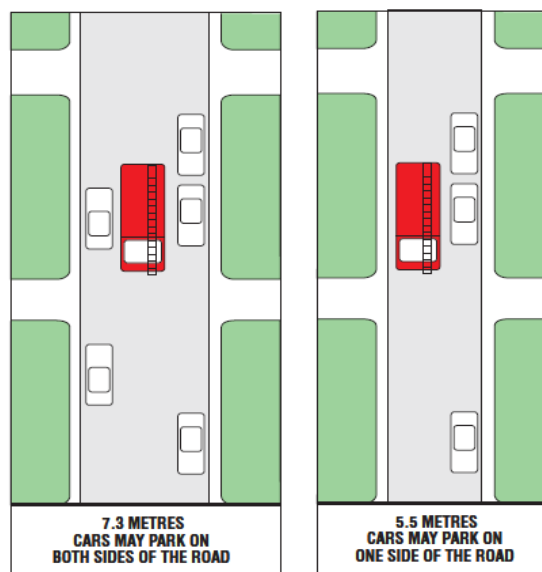 7.3 METRES
CARS MAY PARK ON
BOTH SIDES OF THE ROAD
5.5 METRES
CARS MAY PARK ON
ONE SIDE OF THE ROAD